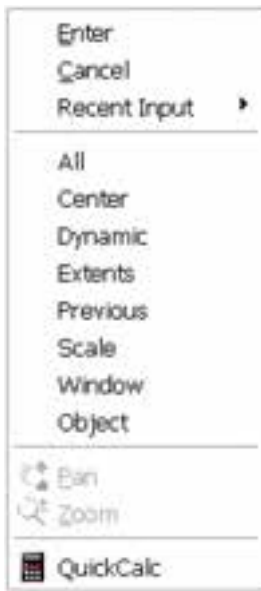 Enter
Cancel
Recent Input
All
Center
Dynamic
Extents
Previous
Scale
Window
Object
Pan
Zoom
QuickCalc